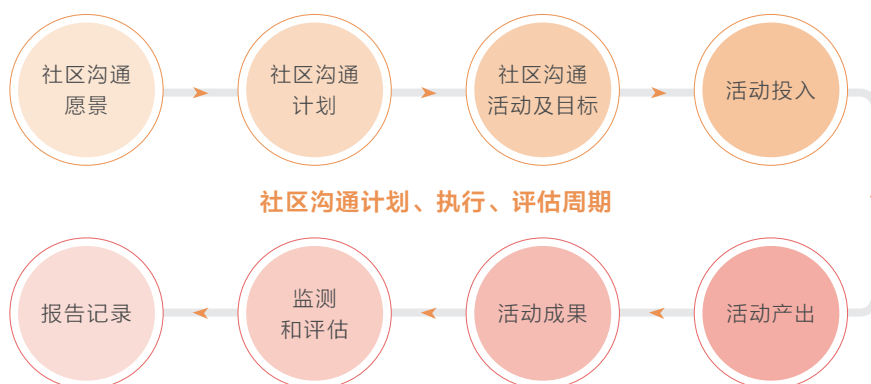 社区沟通
愿景
社区沟通
计划
社区沟通
活动及目标
活动投入
社区沟通计划、执行、评估周期
报告记录
监测
和评估
活动成果
活动产出